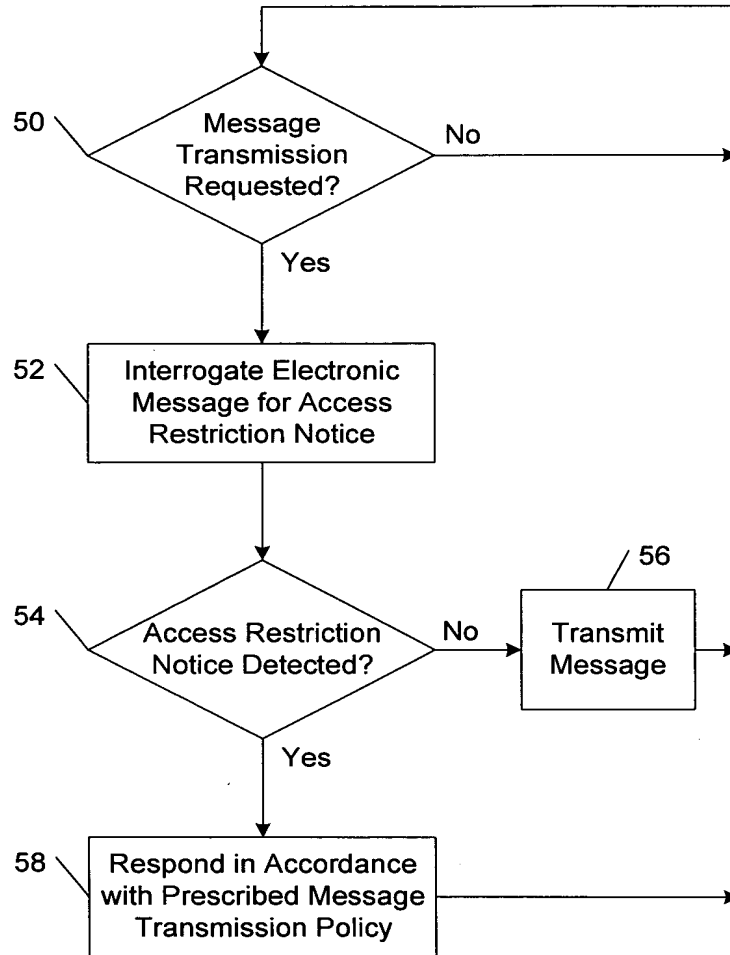 50
Message
Transmission
Requested?
No
Yes
52
Interrogate Electronic
Message for Access
Restriction Notice
56
54
Access Restriction
Notice Detected?
No
Transmit
Message
Yes
58
Respond in Accordance
with Prescribed Message
Transmission Policy